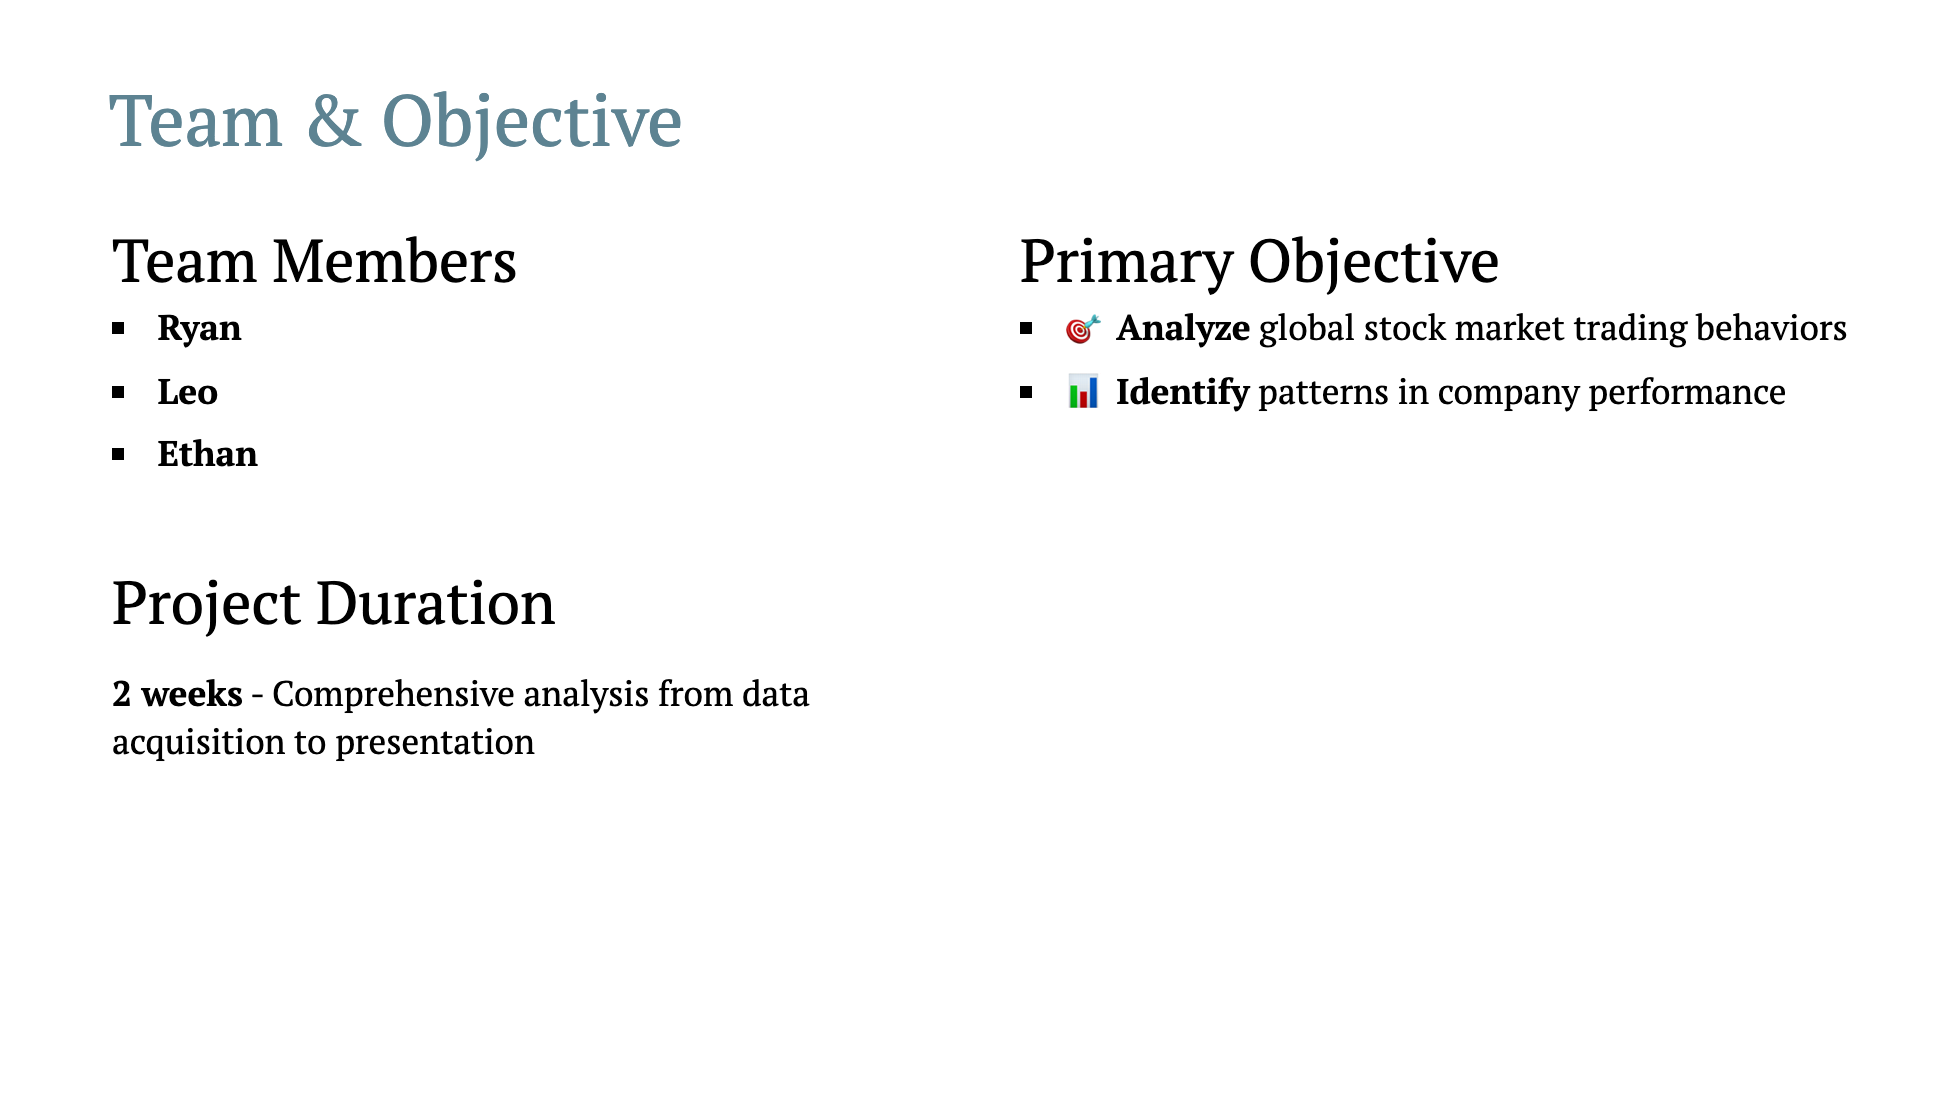 Team & Objective
Team Members
▪ Ryan
▪ Leo
▪ Ethan
Project Duration
2 weeks - Comprehensive analysis from data
acquisition to presentation
Primary Objective
▪ 🎯 Analyze global stock market trading behaviors
▪ 📊 Identify patterns in company performance